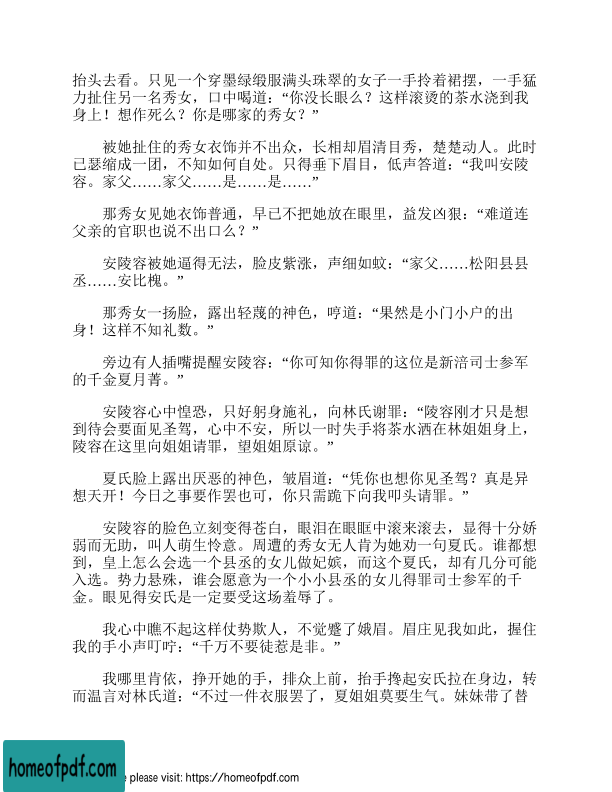 抬头去看。只见一个穿墨绿缎服满头珠翠的女子一手拎着裙摆，一手猛
力扯住另一名秀女，口中喝道：“你没长眼么？这样滚烫的茶水浇到我
身上！想作死么？你是哪家的秀女？”
被她扯住的秀女衣饰并不出众，长相却眉清目秀，楚楚动人。此时
已瑟缩成一团，不知如何自处。只得垂下眉目，低声答道：“我叫安陵
容。家父……家父……是……是……”
那秀女见她衣饰普通，早已不把她放在眼里，益发凶狠：“难道连
父亲的官职也说不出口么？”
安陵容被她逼得无法，脸皮紫涨，声细如蚊：“家父……松阳县县
丞……安比槐。”
那秀女一扬脸，露出轻蔑的神色，哼道：“果然是小门小户的出
身！这样不知礼数。”
旁边有人插嘴提醒安陵容：“你可知你得罪的这位是新涪司士参军
的千金夏月菁。”
安陵容心中惶恐，只好躬身施礼，向林氏谢罪：“陵容刚才只是想
到待会要面见圣驾，心中不安，所以一时失手将茶水洒在林姐姐身上，
陵容在这里向姐姐请罪，望姐姐原谅。”
夏氏脸上露出厌恶的神色，皱眉道：“凭你也想你见圣驾？真是异
想天开！今日之事要作罢也可，你只需跪下向我叩头请罪。”
安陵容的脸色立刻变得苍白，眼泪在眼眶中滚来滚去，显得十分娇
弱而无助，叫人萌生怜意。周遭的秀女无人肯为她劝一句夏氏。谁都想
到，皇上怎么会选一个县丞的女儿做妃嫔，而这个夏氏，却有几分可能
入选。势力悬殊，谁会愿意为一个小小县丞的女儿得罪司士参军的千
金。眼见得安氏是一定要受这场羞辱了。
我心中瞧不起这样仗势欺人，不觉蹙了娥眉。眉庄见我如此，握住
我的手小声叮咛：“千万不要徒惹是非。”
我哪里肯依，挣开她的手，排众上前，抬手搀起安氏拉在身边，转
而温言对林氏道：“不过一件衣服罢了，夏姐姐莫要生气。妹妹带了替
homeofpdf.com
e please visit: https://homeofpdf.com